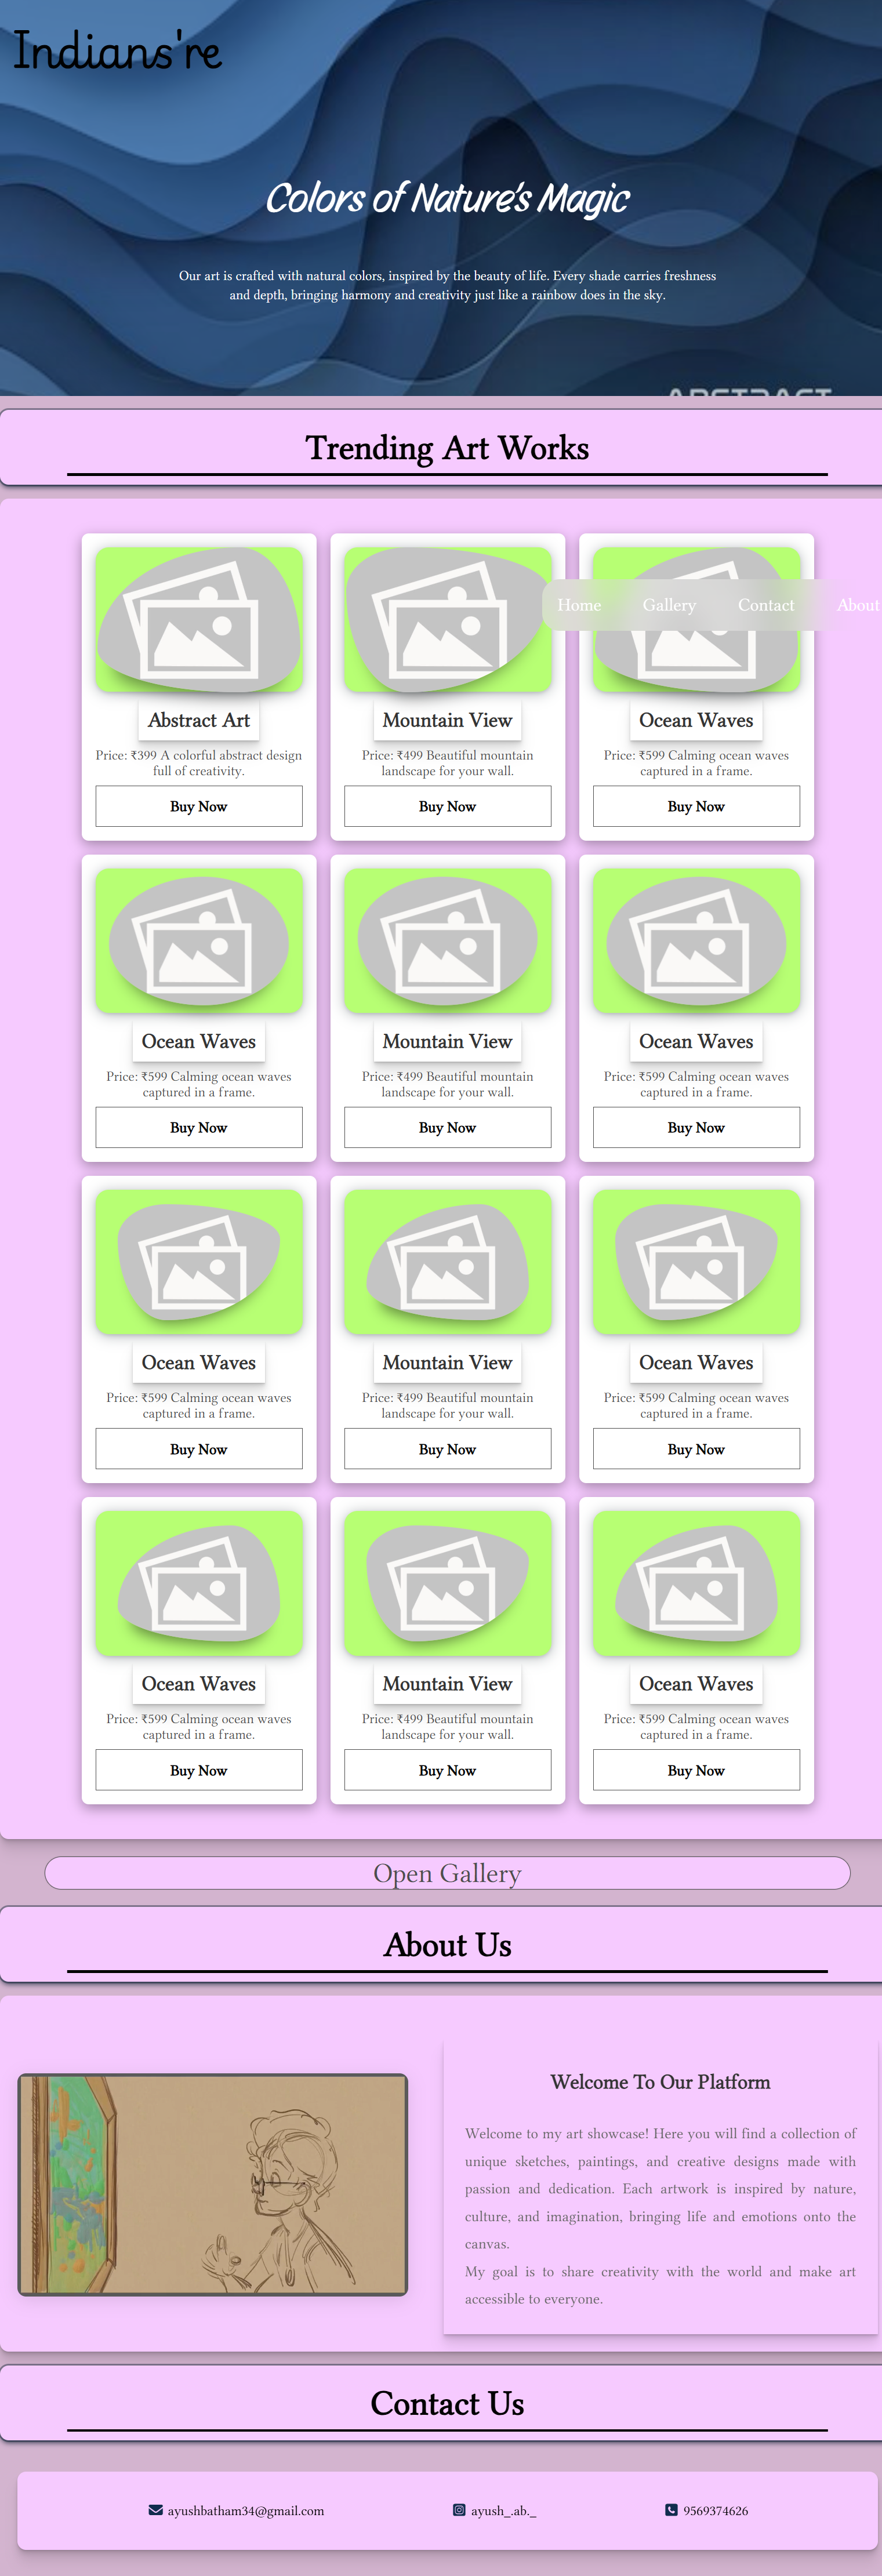 Indians're
Colors of Nature's Magic
Our art is crafted with natural colors, inspired by the beauty of life. Every shade carries freshness
and depth, bringing harmony and creativity just like a rainbow does in the sky.
Trending Art Works
Home Gallery Contact About
Abstract Art
Price: ₹399 A colorful abstract design
full of creativity.
Buy Now
Mountain View
Price: ₹499 Beautiful mountain
landscape for your wall.
Buy Now
Ocean Waves
Price: ₹599 Calming ocean waves
captured in a frame.
Buy Now
Ocean Waves
Price: ₹599 Calming ocean waves
captured in a frame.
Buy Now
Mountain View
Price: ₹499 Beautiful mountain
landscape for your wall.
Buy Now
Ocean Waves
Price: ₹599 Calming ocean waves
captured in a frame.
Buy Now
Ocean Waves
Price: ₹599 Calming ocean waves
captured in a frame.
Buy Now
Mountain View
Price: ₹499 Beautiful mountain
landscape for your wall.
Buy Now
Ocean Waves
Price: ₹599 Calming ocean waves
captured in a frame.
Buy Now
Ocean Waves
Price: ₹599 Calming ocean waves
captured in a frame.
Buy Now
Mountain View
Price: ₹499 Beautiful mountain
landscape for your wall.
Buy Now
Ocean Waves
Price: ₹599 Calming ocean waves
captured in a frame.
Buy Now
Open Gallery
About Us
Welcome To Our Platform
Welcome to my art showcase! Here you will find a collection of
unique sketches, paintings, and creative designs made with
passion and dedication. Each artwork is inspired by nature,
culture, and imagination, bringing life and emotions onto the
canvas.
My goal is to share creativity with the world and make art
accessible to everyone.
Contact Us
ayushbatham34@gmail.com
ayush_.ab._
9569374626